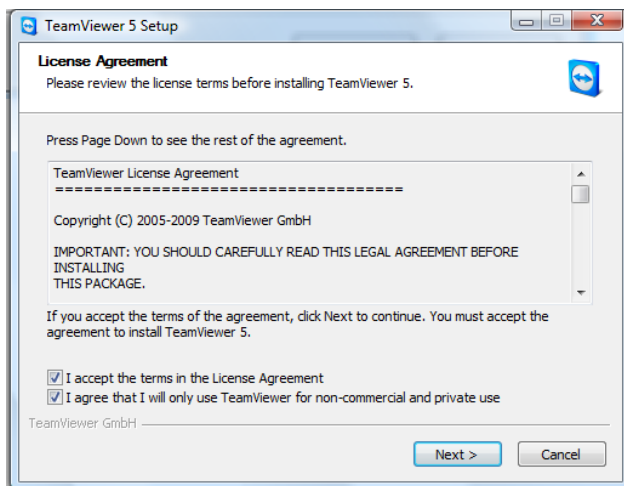 TeamViewer 5 Setup
License Agreement
Please review the license terms before installing TeamViewer 5.
Press Page Down to see the rest of the agreement.
TeamViewer License Agreement
====================================
Copyright (C) 2005-2009 TeamViewer GmbH
IMPORTANT: YOU SHOULD CAREFULLY READ THIS LEGAL AGREEMENT BEFORE
INSTALLING
THIS PACKAGE.
If you accept the terms of the agreement, click Next to continue. You must accept the
agreement to install TeamViewer 5.
I accept the terms in the License Agreement
I agree that I will only use TeamViewer for non-commercial and private use
TeamViewer GmbH
Next >
Cancel